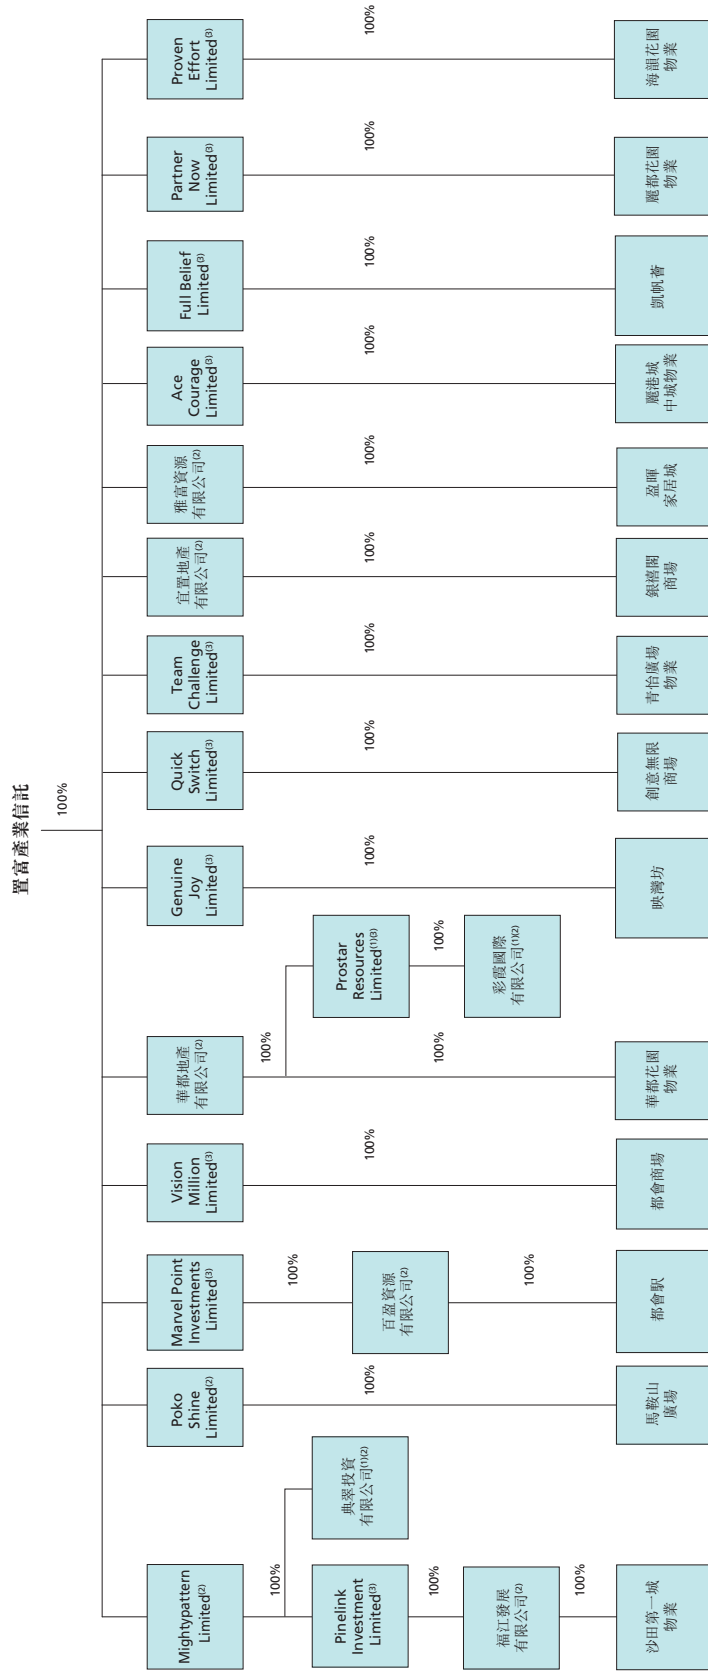 置富產業信託
100%
Mightypattern
Limited(2)
Poko
Shine
Limited(2)
Marvel Point
Investments
Limited(3)
Vision
Million
Limited(3)
華都地產
有限公司(2)
Genuine
Joy
Limited(3)
Quick
Switch
Limited(3)
Team
Challenge
Limited(3)
宜置地產
有限公司(2)
雅富資源
有限公司(2)
Ace
Courage
Limited(3)
Full Belief
Limited(3)
Partner
Now
Limited(3)
Proven
Effort
Limited(3)
100%
100%
100%
Pinelink
Investment
Limited(3)
典翠投資
有限公司(1)(2)
100%
百盈資源
有限公司(2)
100%
Prostar
Resources
Limited(1)(3)
100%
100%
100%
100%
100%
100%
100%
100%
100%
100%
福江發展
有限公司(2)
100%
100%
彩霞國際
有限公司(1)(2)
100%
100%
沙田第一城
物業
馬鞍山
廣場
都會駅
都會商場
華都花園
物業
映灣坊
創意無限
商場
青怡廣場
物業
銀禧閣
商場
盈暉
家居城
麗港城
中城物業
凱帆薈
麗都花園
物業
海韻花園
物業